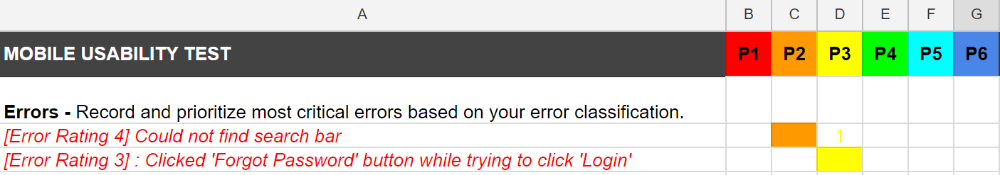 A B C D E F G
MOBILE USABILITY TEST P1 P2 P3 P4 P5 P6
Errors - Record and prioritize most critical errors based on your error classification.
[Error Rating 4] Could not find search bar 1
[Error Rating 3] : Clicked 'Forgot Password' button while trying to click 'Login'